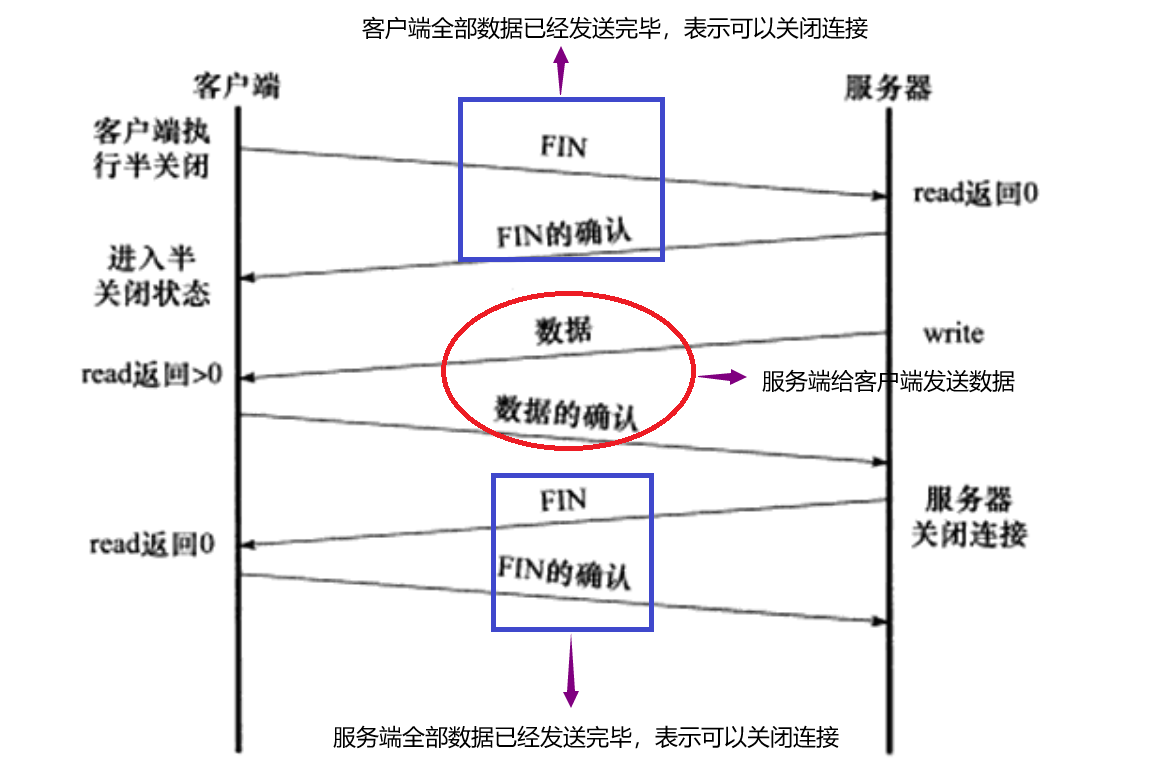 客户端全部数据已经发送完毕，表示可以关闭连接
客户端
服务器
客户端执
行半关闭
FIN
read返回0
FIN的确认
进入半
关闭状态
数据
write
read返回>0
服务端给客户端发送数据
数据的确认
FIN
服务器
关闭连接
read返回0
FIN的确认
服务端全部数据已经发送完毕，表示可以关闭连接